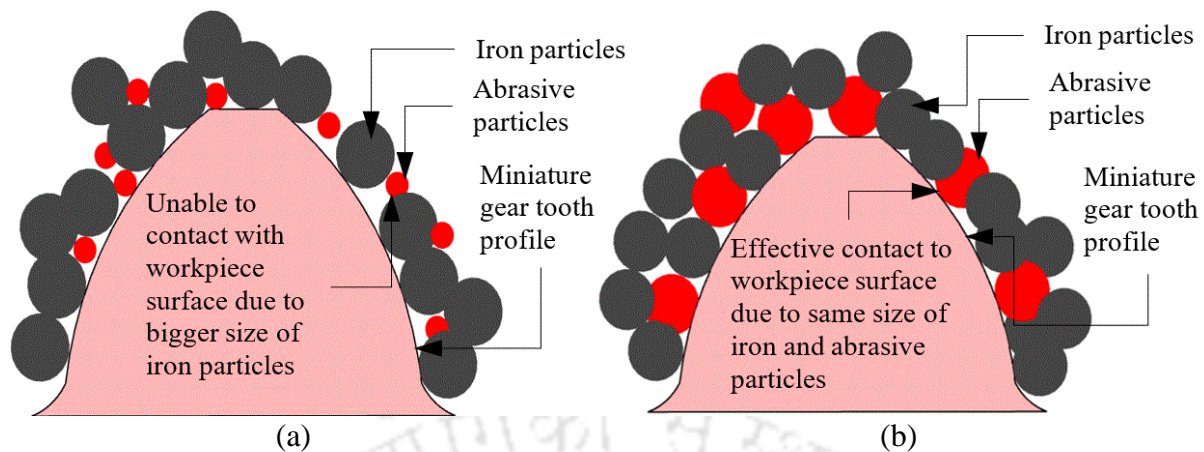 Iron particles
Abrasive
particles
Miniature
gear tooth
profile
Unable to
contact with
workpiece
surface due to
bigger size of
iron particles
(a)
Iron particles
Abrasive
particles
Miniature
gear tooth
profile
Effective contact to
workpiece surface
due to same size of
iron and abrasive
particles
(b)